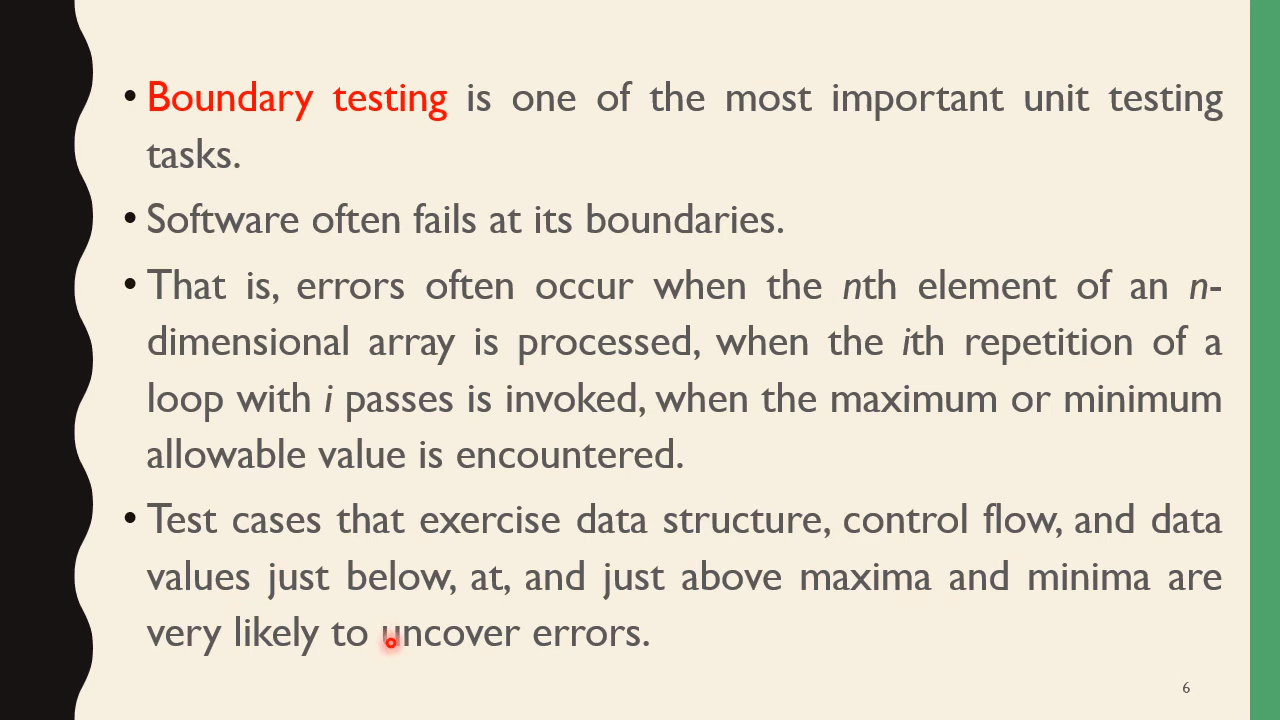 • Boundary testing is one of the most important unit testing
tasks.
• Software often fails at its boundaries.
• That is, errors often occur when the nth element of an n-
dimensional array is processed, when the ith repetition of a
loop with i passes is invoked, when the maximum or minimum
allowable value is encountered.
• Test cases that exercise data structure, control flow, and data
values just below, at, and just above maxima and minima are
very likely to uncover errors.
6